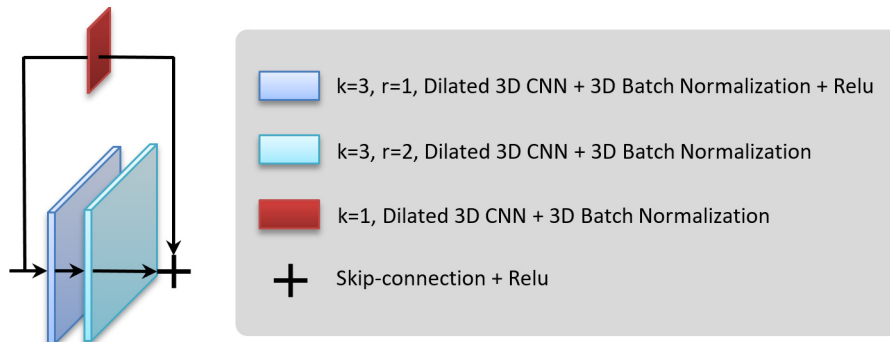 k=3, r=1, Dilated 3D CNN + 3D Batch Normalization + Relu
k=3, r=2, Dilated 3D CNN + 3D Batch Normalization
k=1, Dilated 3D CNN + 3D Batch Normalization
Skip-connection + Relu